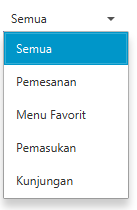 Semua
Semua
Pemesanan
Menu Favorit
Pemasukan
Kunjungan